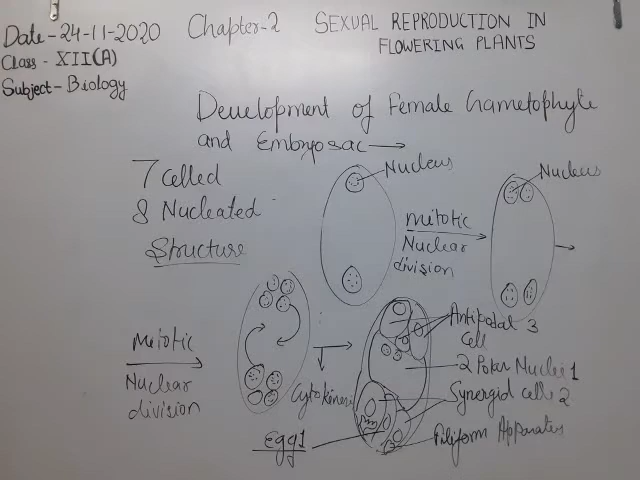 Date-24-11-2020 Chapter-2 SEXUAL REPRODUCTION IN
FLOWERING PLANTS
Class - XII(A)
Subject-Biology
Development of Female Gametophyte
and Embryosac
7 celled
8 Nucleated
Structure
Nucleus
mitotic
Nuclear
division
Nucleus
Mitotic
Nuclear
division
Cytokinesis
Antipodal 3
Cell
2 Polar Nuclei 1
Synergid cells 2
Filiform Apparatus
Egg 1